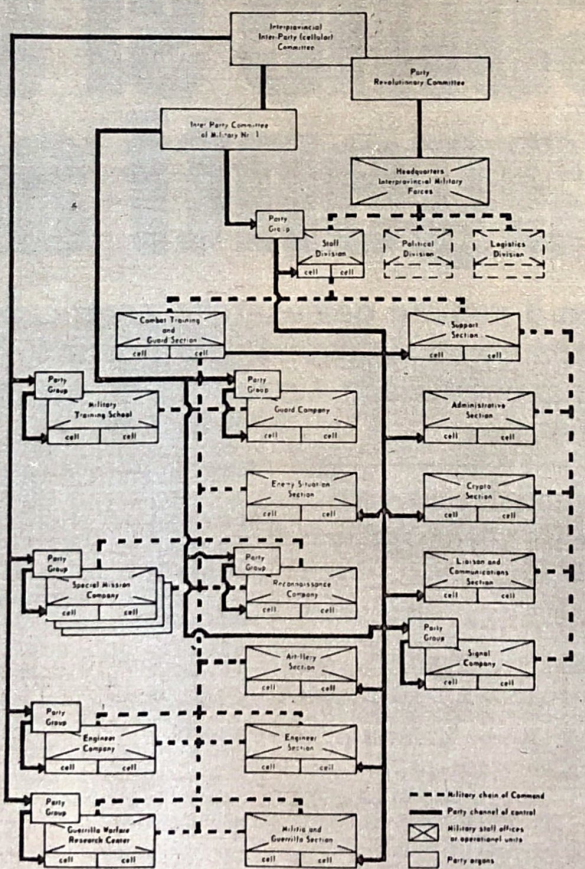 Interprovincial
Inter-Party (cellular)
Committee
Party
Revolutionary Committee
Inter Party Committee
of Military Nr. 1
Headquarters
Interprovincial Military
Forces
Party
Group
Staff
Division
cell cell
Political
Division
Logistics
Division
Combat Training
and
Guard Section
cell cell
Support
Section
cell cell
Party
Group
Military
Training School
cell cell
Party
Group
Guard Company
cell cell
Administrative
Section
cell cell
Enemy Situation
Section
cell cell
Crypto
Section
cell cell
Party
Group
Special Mission
Company
cell cell
Party
Group
Reconnaissance
Company
cell cell
Liaison and
Communications
Section
cell cell
Party
Group
Signal
Company
cell cell
Artillery
Section
cell cell
Party
Group
Engineer
Company
cell cell
Engineer
Section
cell cell
Party
Group
Guerrilla Warfare
Research Center
cell cell
Militia and
Guerrilla Section
cell cell
Military chain of Command
Party channel of control
Military staff offices
or operational units
Party organs